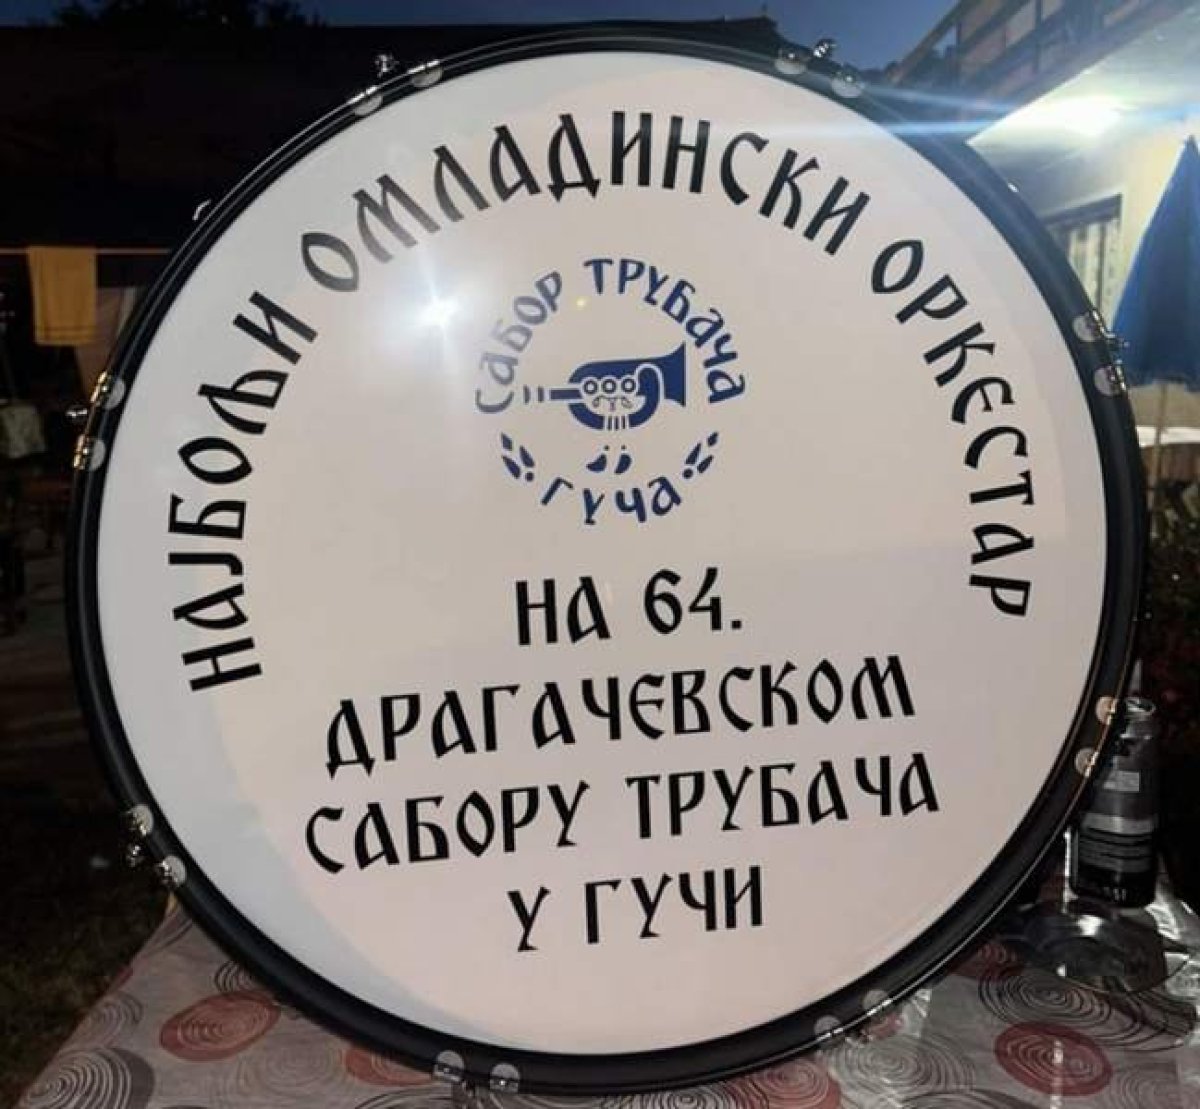 НАЈБОЉИ ОМЛАДИНСКИ ОРКЕСТАР
САБОР ТРУБАЧА
ГУЧА
НА 64.
ДРАГАЧЕВСКОМ
САБОРУ ТРУБАЧА
У ГУЧИ